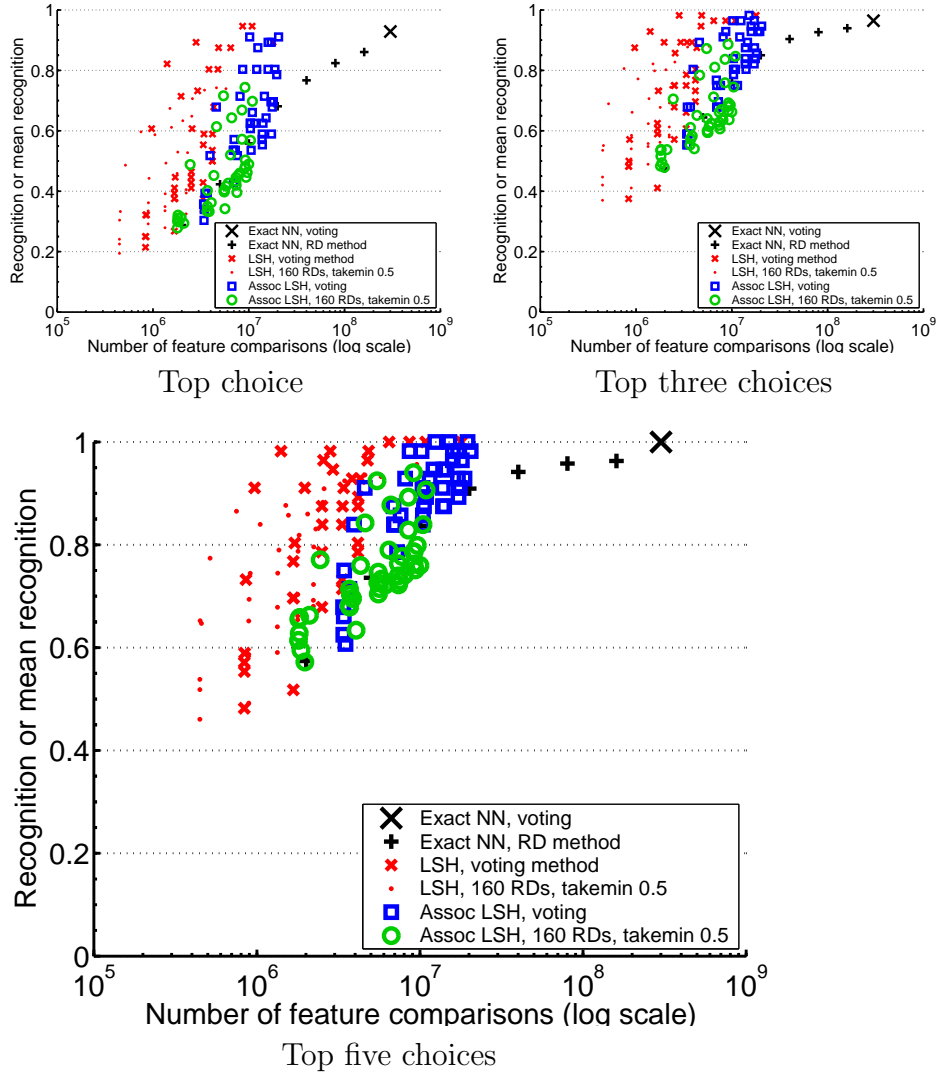 Recognition or mean recognition
1
0.8
0.6
0.4
0.2
0
10^5
10^6
10^7
10^8
10^9
Number of feature comparisons (log scale)
Exact NN, voting
Exact NN, RD method
LSH, voting method
LSH, 160 RDs, takemin 0.5
Assoc LSH, voting
Assoc LSH, 160 RDs, takemin 0.5
Top choice
Recognition or mean recognition
1
0.8
0.6
0.4
0.2
0
10^5
10^6
10^7
10^8
10^9
Number of feature comparisons (log scale)
Exact NN, voting
Exact NN, RD method
LSH, voting method
LSH, 160 RDs, takemin 0.5
Assoc LSH, voting
Assoc LSH, 160 RDs, takemin 0.5
Top three choices
Recognition or mean recognition
1
0.8
0.6
0.4
0.2
0
10^5
10^6
10^7
10^8
10^9
Number of feature comparisons (log scale)
Exact NN, voting
Exact NN, RD method
LSH, voting method
LSH, 160 RDs, takemin 0.5
Assoc LSH, voting
Assoc LSH, 160 RDs, takemin 0.5
Top five choices